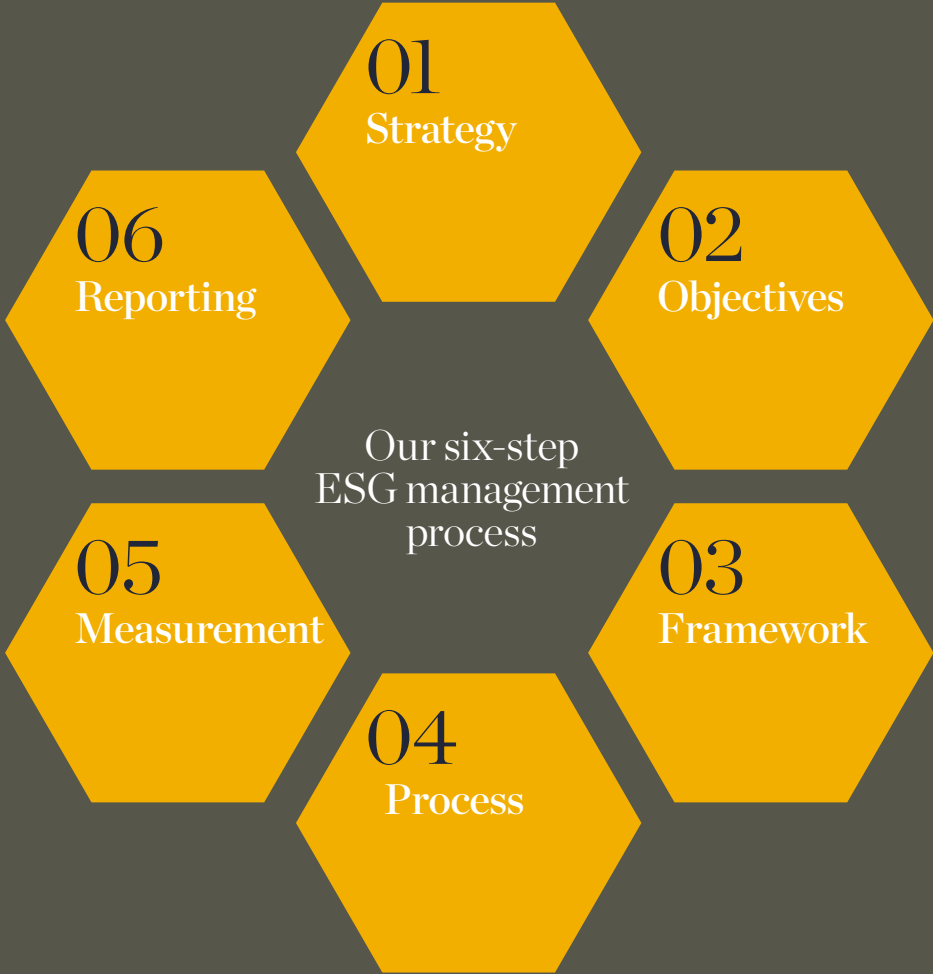 01
Strategy
02
Objectives
03
Framework
04
Process
05
Measurement
06
Reporting
Our six-step
ESG management
process